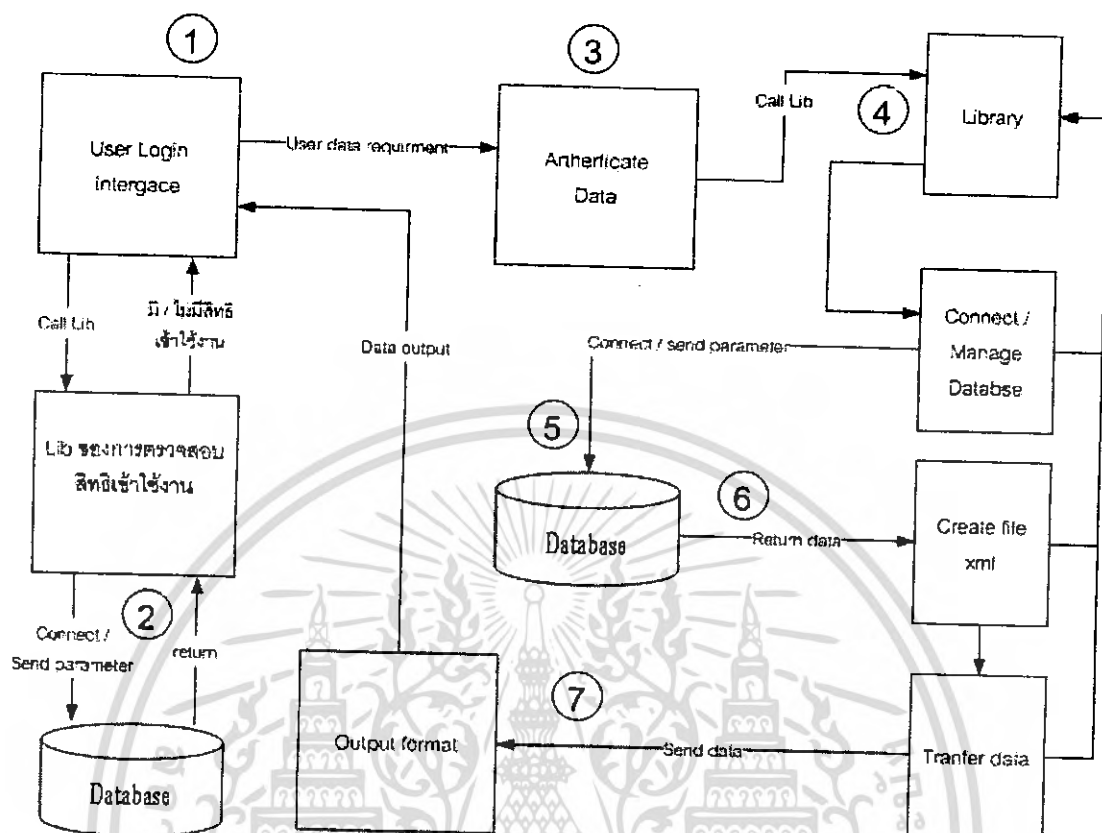 1
User Login
intergace
User data requirment
3
Antherticate
Data
Call Lib
4
Library
Call Lib
มี / ไม่มีสิทธิ
เข้าใช้งาน
Data output
Connect / send parameter
Connect /
Manage
Databse
Lib ของการตรวจสอบ
สิทธิเข้าใช้งาน
5
Database
6
Return data
Create file
xml
2
Connect /
Send parameter
return
Database
Output format
7
Send data
Tranfer data